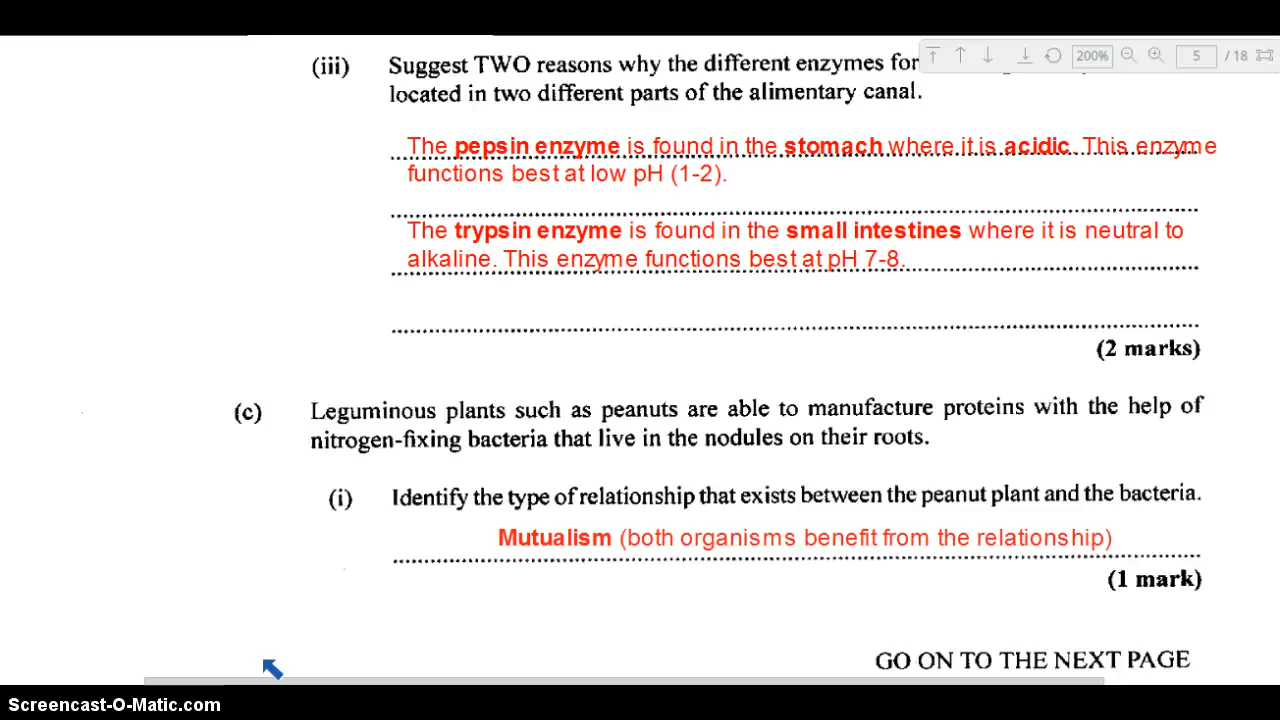 (iii) Suggest TWO reasons why the different enzymes for
200% 5 / 18
located in two different parts of the alimentary canal.
The pepsin enzyme is found in the stomach where it is acidic. This enzyme
functions best at low pH (1-2).
The trypsin enzyme is found in the small intestines where it is neutral to
alkaline. This enzyme functions best at pH 7-8.
(2 marks)
(c) Leguminous plants such as peanuts are able to manufacture proteins with the help of
nitrogen-fixing bacteria that live in the nodules on their roots.
(i) Identify the type of relationship that exists between the peanut plant and the bacteria.
Mutualism (both organisms benefit from the relationship)
(1 mark)
GO ON TO THE NEXT PAGE
Screencast-O-Matic.com